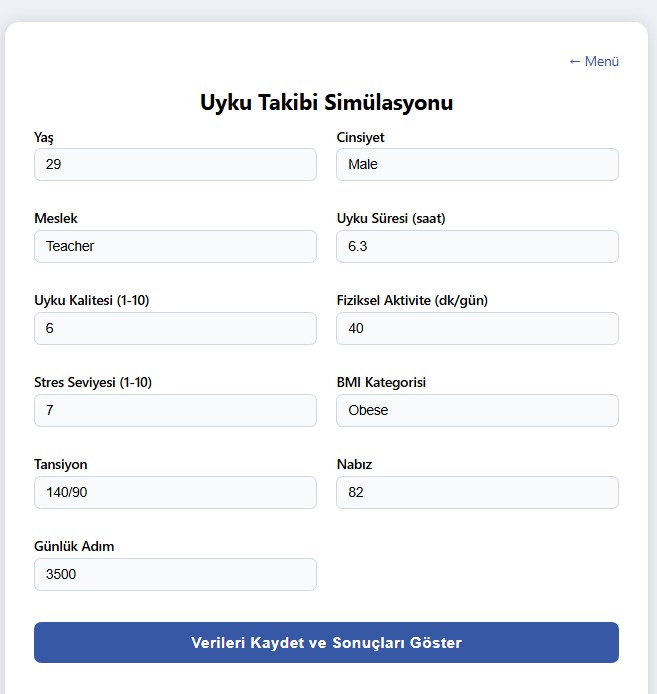 ← Menü
Uyku Takibi Simülasyonu
Yaş
29
Cinsiyet
Male
Meslek
Teacher
Uyku Süresi (saat)
6.3
Uyku Kalitesi (1-10)
6
Fiziksel Aktivite (dk/gün)
40
Stres Seviyesi (1-10)
7
BMI Kategorisi
Obese
Tansiyon
140/90
Nabız
82
Günlük Adım
3500
Verileri Kaydet ve Sonuçları Göster